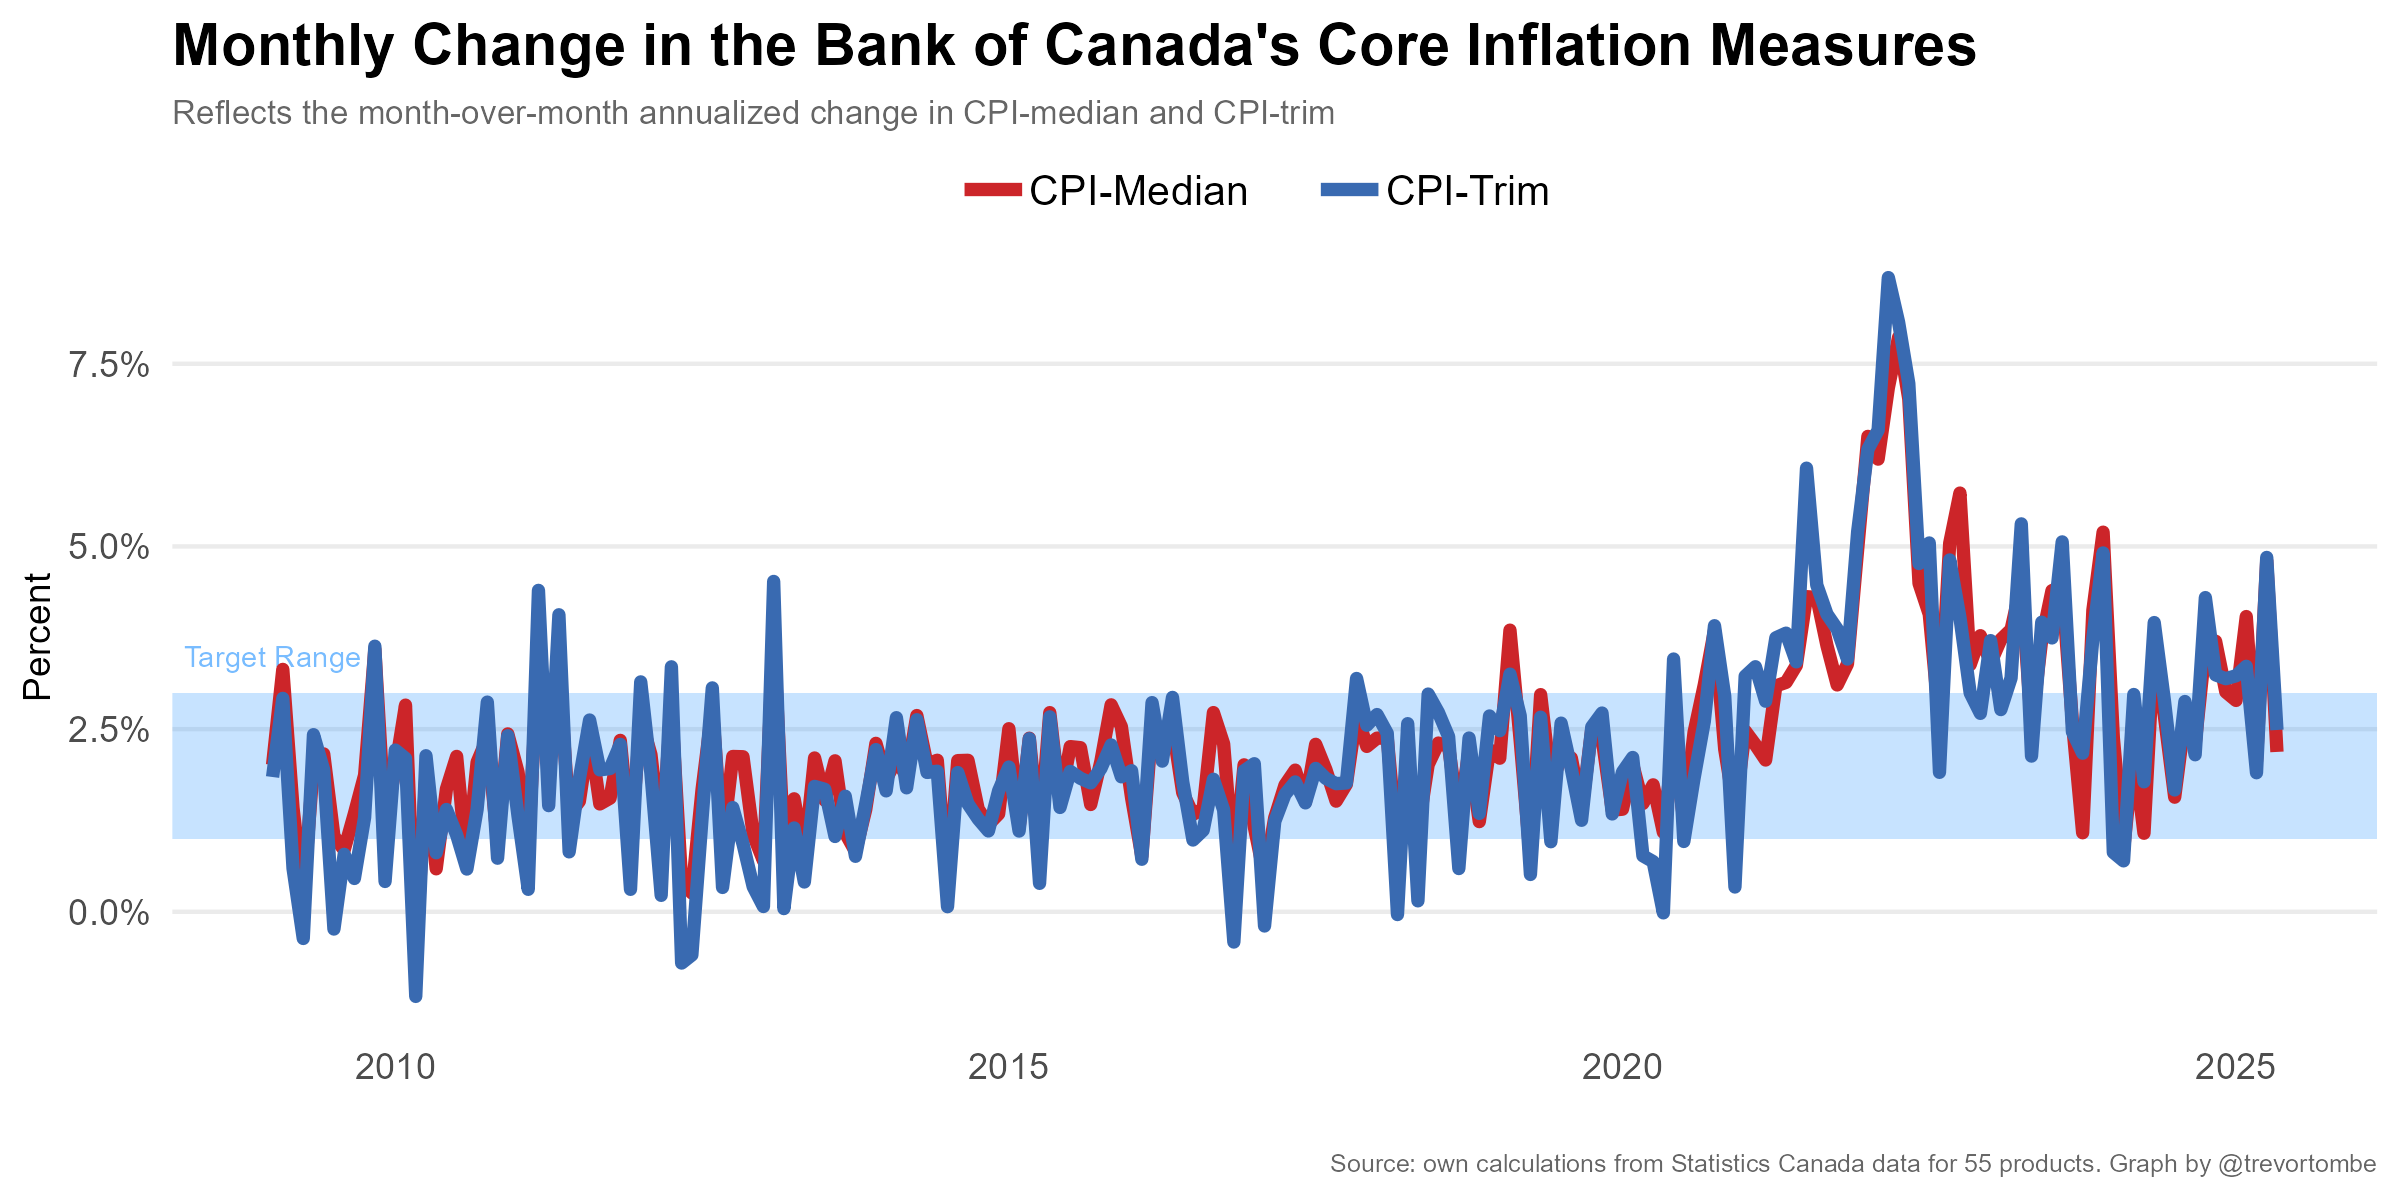 Monthly Change in the Bank of Canada's Core Inflation Measures
Reflects the month-over-month annualized change in CPI-median and CPI-trim
CPI-Median CPI-Trim
7.5%
5.0%
2.5%
0.0%
Percent
Target Range
2010 2015 2020 2025
Source: own calculations from Statistics Canada data for 55 products. Graph by @trevortombe